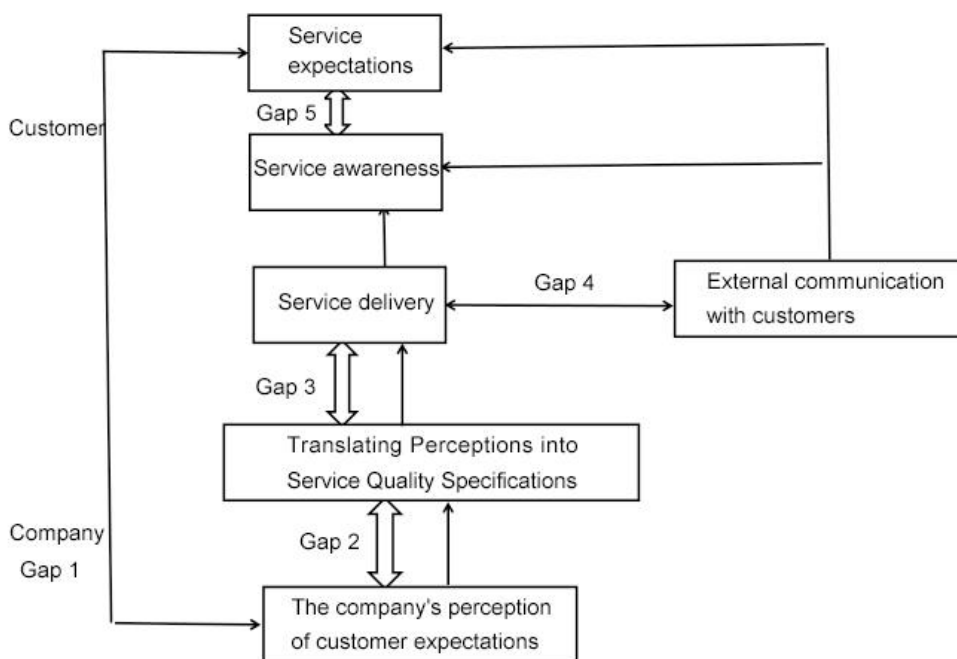 Service
expectations
Gap 5
Customer
Service awareness
Service delivery
Gap 4
External communication
with customers
Gap 3
Translating Perceptions into
Service Quality Specifications
Company
Gap 1
Gap 2
The company's perception
of customer expectations